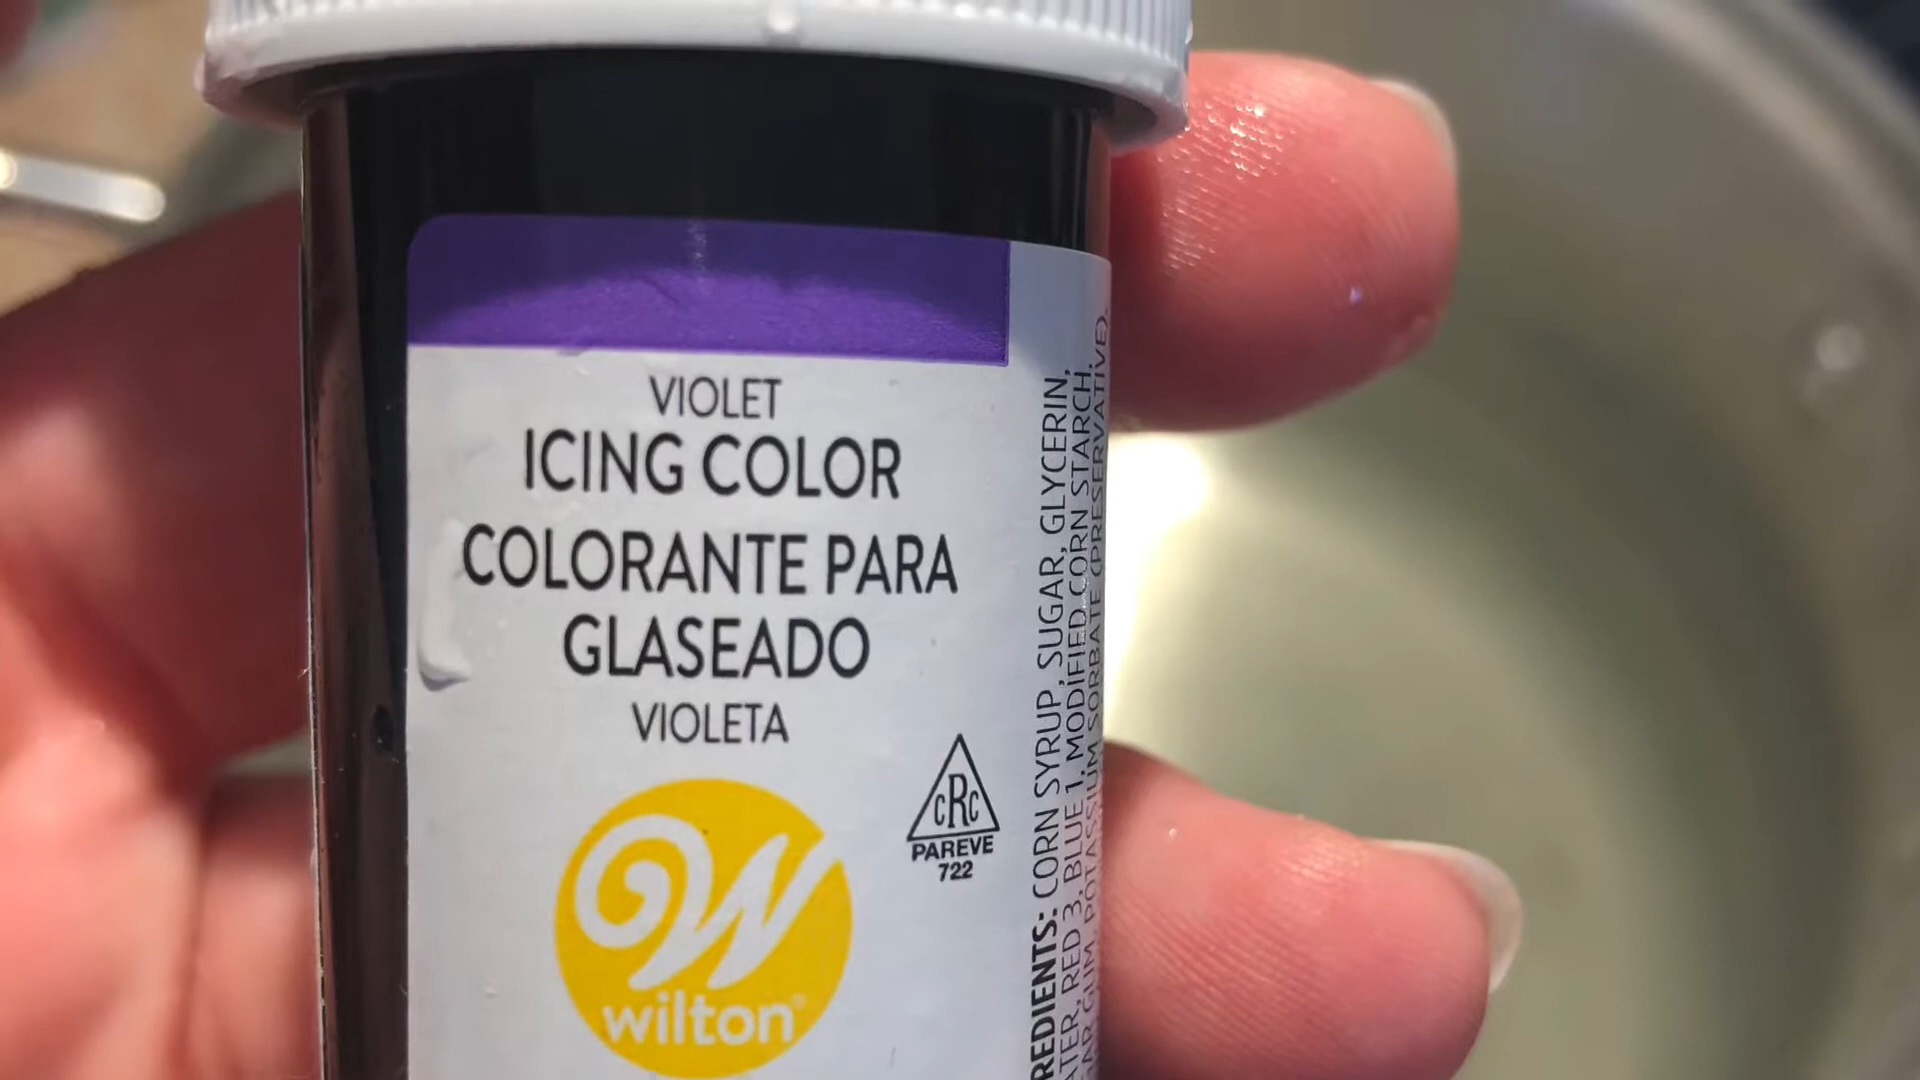 VIOLET
ICING COLOR
COLORANTE PARA
GLASEADO
VIOLETA
cRc
PAREVE
722
wilton®
REDIENTS: CORN SYRUP, SUGAR, GLYCERIN,
ATER, RED 3, BLUE 1, MODIFIED CORN STARCH,
GUM, POTASSIUM SORBATE (PRESERVATIVE).